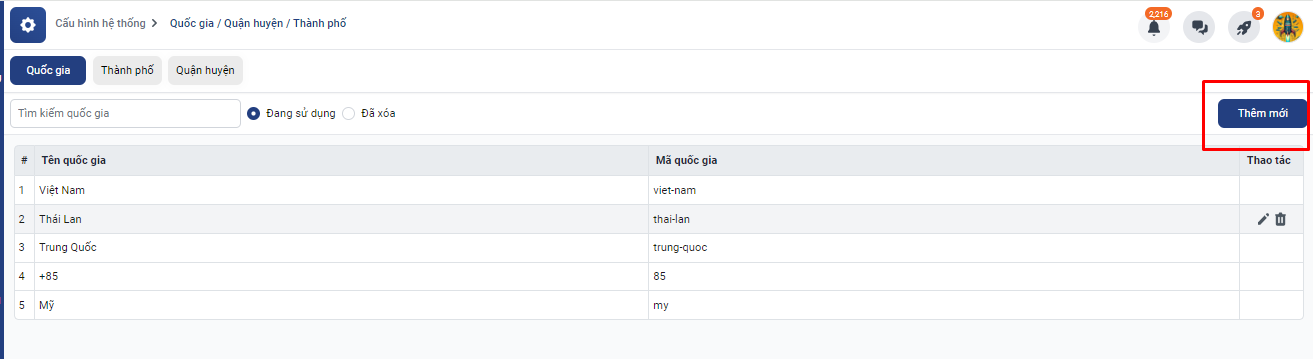 Cấu hình hệ thống > Quốc gia / Quận huyện / Thành phố
2,216
3
Quốc gia Thành phố Quận huyện
Tìm kiếm quốc gia Đang sử dụng Đã xóa Thêm mới
# Tên quốc gia Mã quốc gia Thao tác
1 Việt Nam viet-nam
2 Thái Lan thai-lan
3 Trung Quốc trung-quoc
4 +85 85
5 Mỹ my